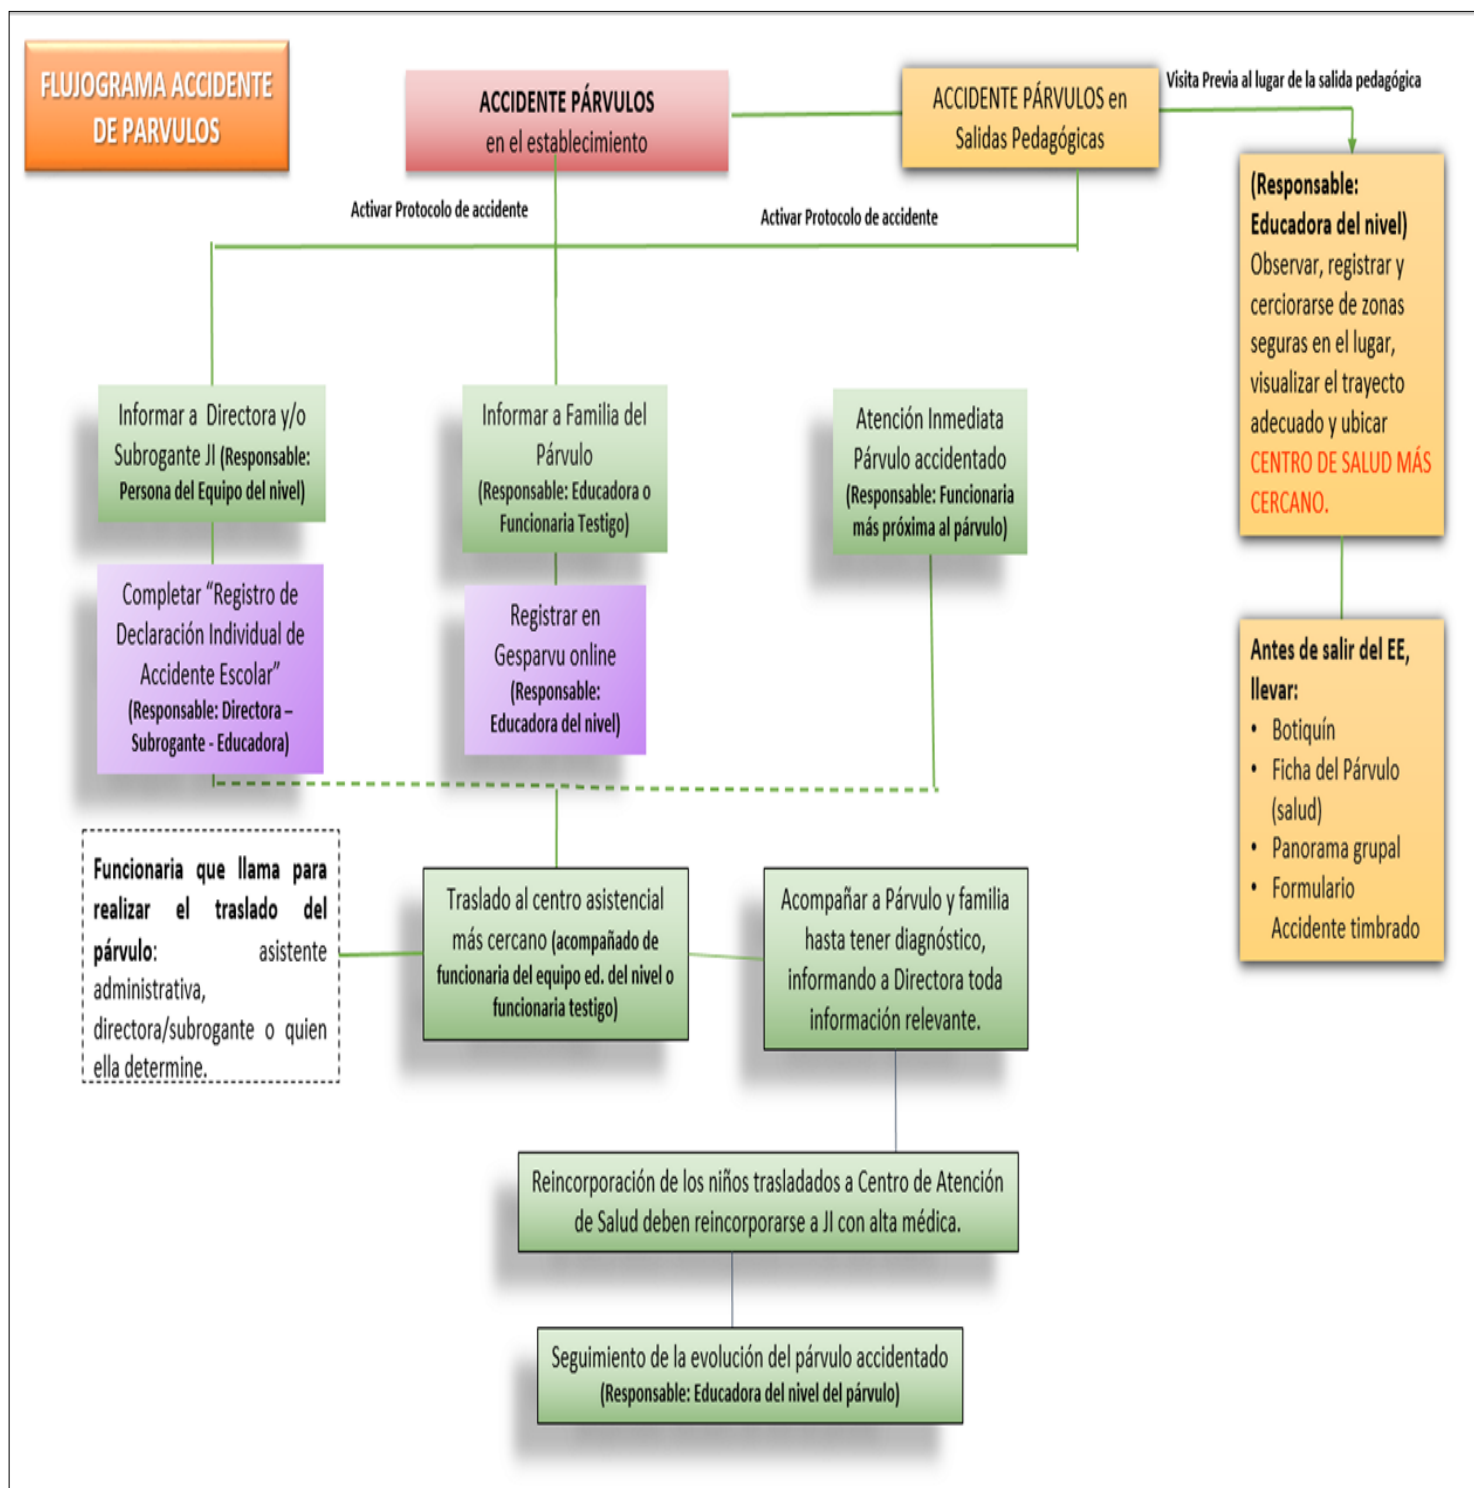 FLUJOGRAMA ACCIDENTE
DE PARVULOS
ACCIDENTE PÁRVULOS
en el establecimiento
ACCIDENTE PÁRVULOS en
Salidas Pedagógicas
Visita Previa al lugar de la salida pedagógica
Activar Protocolo de accidente
Activar Protocolo de accidente
(Responsable:
Educadora del nivel)
Observar, registrar y
cerciorarse de zonas
seguras en el lugar,
visualizar el trayecto
adecuado y ubicar
CENTRO DE SALUD MÁS
CERCANO.
Informar a Directora y/o
Subrogante JI (Responsable:
Persona del Equipo del nivel)
Informar a Familia del
Párvulo
(Responsable: Educadora o
Funcionaria Testigo)
Atención Inmediata
Párvulo accidentado
(Responsable: Funcionaria
más próxima al párvulo)
Completar “Registro de
Declaración Individual de
Accidente Escolar”
(Responsable: Directora –
Subrogante - Educadora)
Registrar en
Gesparvu online
(Responsable:
Educadora del nivel)
Antes de salir del EE,
llevar:
• Botiquín
• Ficha del Párvulo
(salud)
• Panorama grupal
• Formulario
Accidente timbrado
Funcionaria que llama para
realizar el traslado del
párvulo: asistente
administrativa,
directora/subrogante o quien
ella determine.
Traslado al centro asistencial
más cercano (acompañado de
funcionaria del equipo ed. del nivel o
funcionaria testigo)
Acompañar a Párvulo y familia
hasta tener diagnóstico,
informando a Directora toda
información relevante.
Reincorporación de los niños trasladados a Centro de Atención
de Salud deben reincorporarse a JI con alta médica.
Seguimiento de la evolución del párvulo accidentado
(Responsable: Educadora del nivel del párvulo)